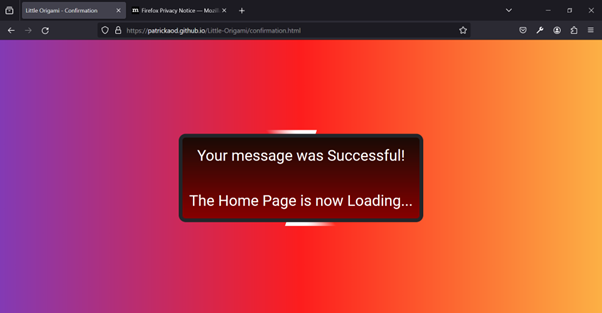 Little Origami - Confirmation
m Firefox Privacy Notice — Mozill
https://patrickaod.github.io/Little-Origami/confirmation.html
Your message was Successful!
The Home Page is now Loading...